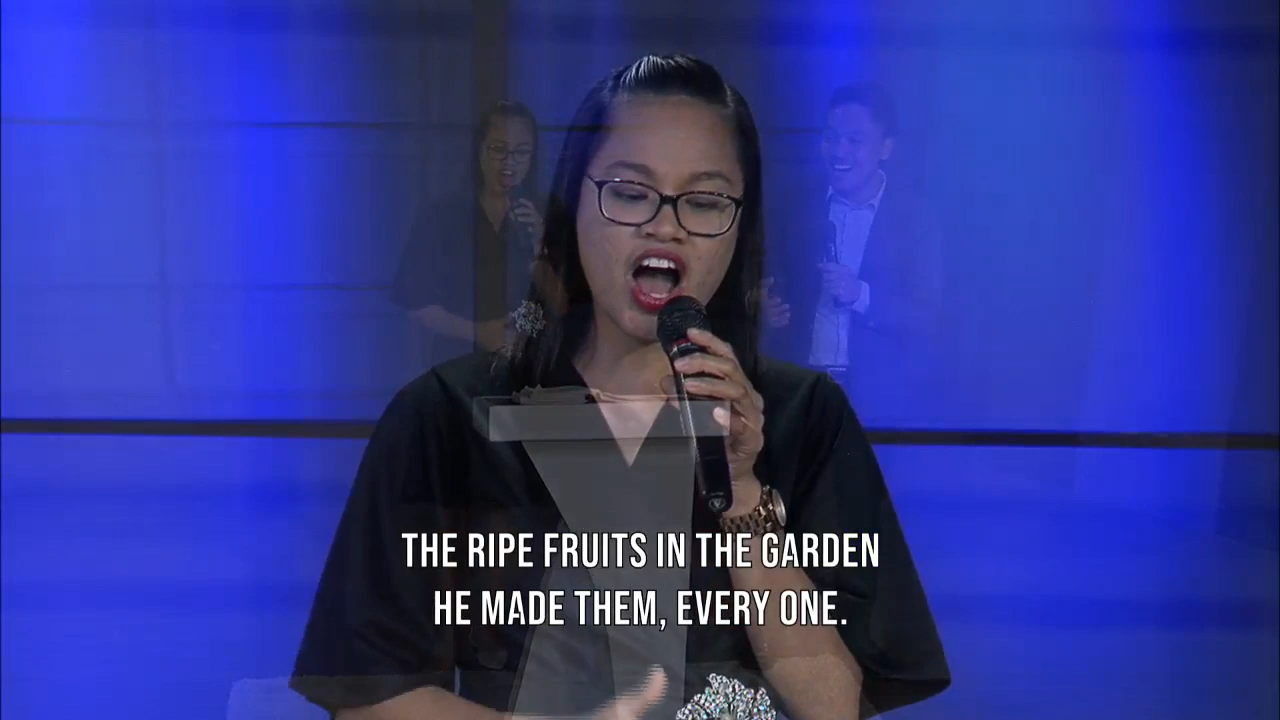 THE RIPE FRUITS IN THE GARDEN
HE MADE THEM, EVERY ONE.